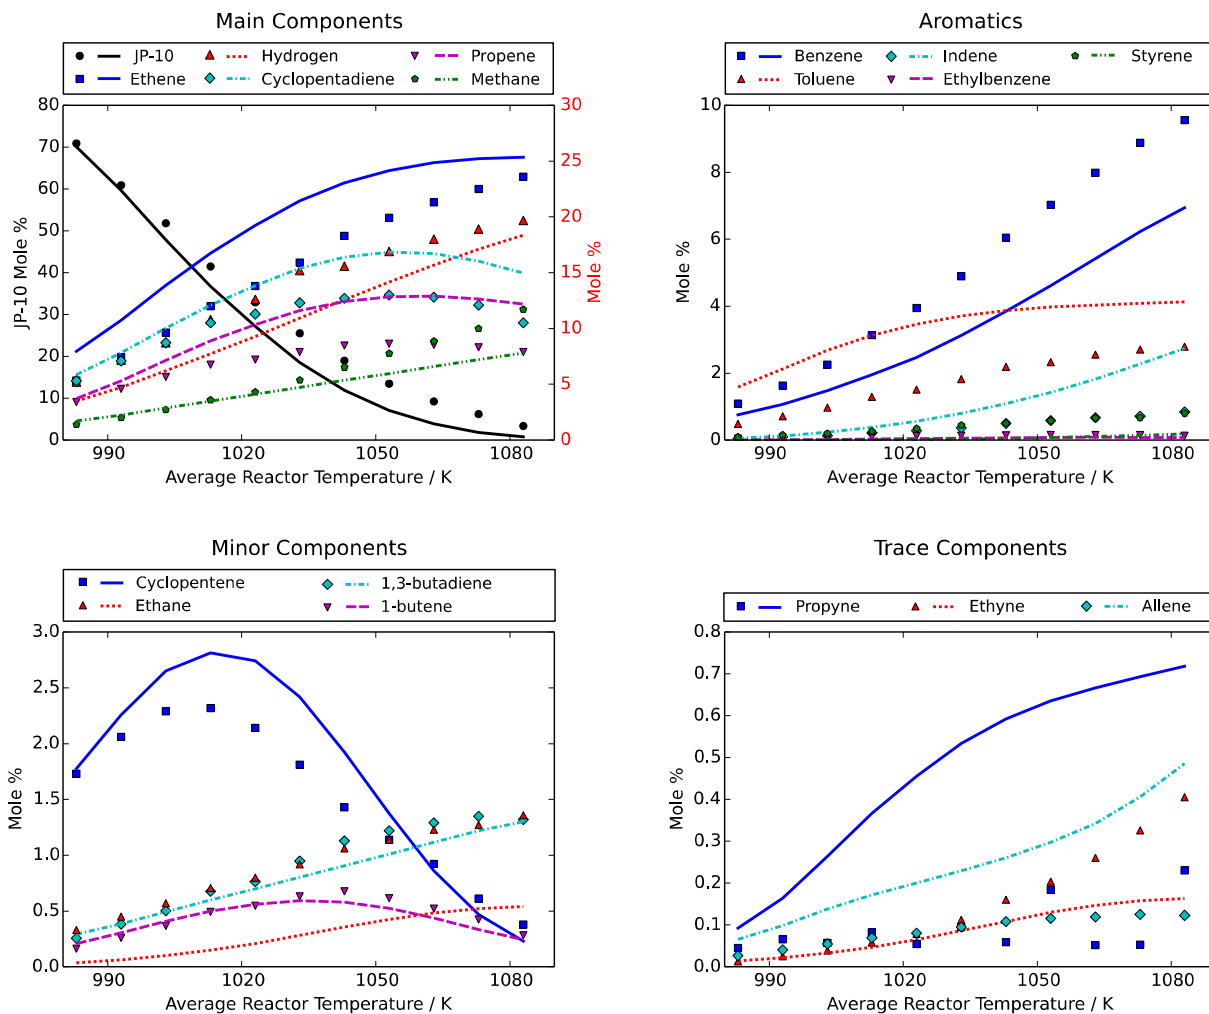 Main Components
JP-10 Hydrogen Propene
Ethene Cyclopentadiene Methane
80 30
70
60 25
50 20
40 15
30
20 10
10 5
0 0
JP-10 Mole %
Mole %
990 1020 1050 1080
Average Reactor Temperature / K
Aromatics
Benzene Indene Styrene
Toluene Ethylbenzene
10
8
6
4
2
0
Mole %
990 1020 1050 1080
Average Reactor Temperature / K
Minor Components
Cyclopentene 1,3-butadiene
Ethane 1-butene
3.0
2.5
2.0
1.5
1.0
0.5
0.0
Mole %
990 1020 1050 1080
Average Reactor Temperature / K
Trace Components
Propyne Ethyne Allene
0.8
0.7
0.6
0.5
0.4
0.3
0.2
0.1
0.0
Mole %
990 1020 1050 1080
Average Reactor Temperature / K